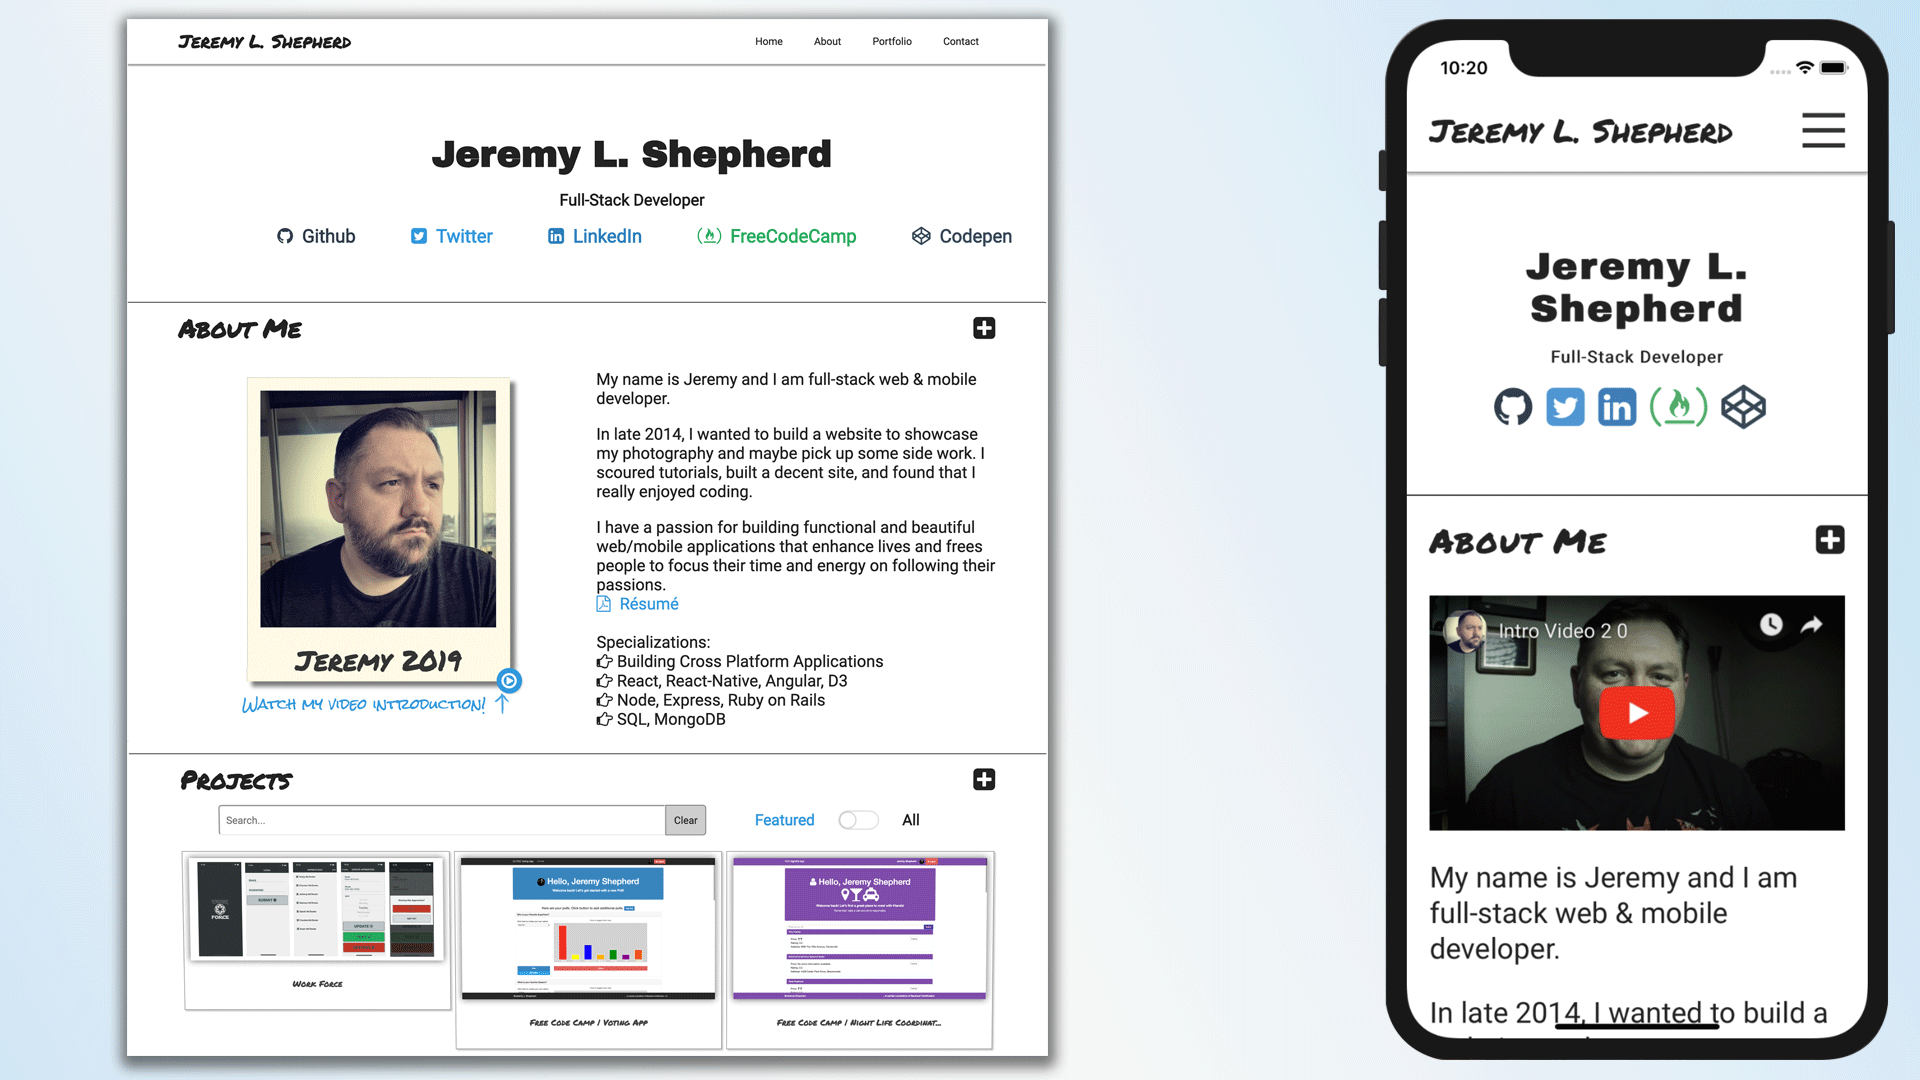 Jeremy L. Shepherd
Home About Portfolio Contact
Jeremy L. Shepherd
Full-Stack Developer
Github Twitter LinkedIn FreeCodeCamp Codepen
About Me
My name is Jeremy and I am full-stack web & mobile
developer.
In late 2014, I wanted to build a website to showcase
my photography and maybe pick up some side work. I
scoured tutorials, built a decent site, and found that I
really enjoyed coding.
I have a passion for building functional and beautiful
web/mobile applications that enhance lives and frees
people to focus their time and energy on following their
passions.
Résumé
Specializations:
Building Cross Platform Applications
React, React-Native, Angular, D3
Node, Express, Ruby on Rails
SQL, MongoDB
Jeremy 2019
Watch my video introduction!
Projects
Search... Clear
Featured All
FORCE
UPDATE
Work Force
Hello, Jeremy Shepherd
Free Code Camp | Voting App
Hello, Jeremy Shepherd
Free Code Camp | Night Life Coordinat...
10:20
Jeremy L. Shepherd
Jeremy L.
Shepherd
Full-Stack Developer
About Me
Intro Video 2 0
My name is Jeremy and I am
full-stack web & mobile
developer.
In late 2014, I wanted to build a